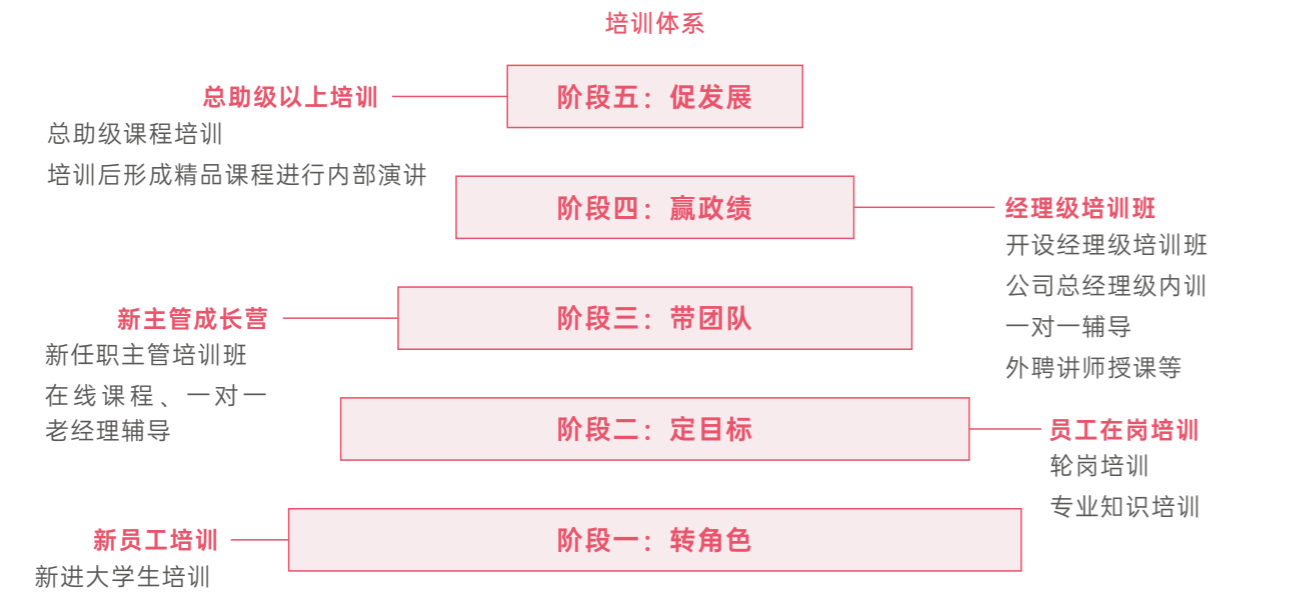 培训体系
总助级以上培训
阶段五：促发展
总助级课程培训
培训后形成精品课程进行内部演讲
阶段四：赢政绩
经理级培训班
开设经理级培训班
公司总经理级内训
一对一辅导
外聘讲师授课等
新主管成长营
阶段三：带团队
新任职主管培训班
在线课程、一对一
老经理辅导
阶段二：定目标
员工在岗培训
轮岗培训
专业知识培训
新员工培训
阶段一：转角色
新进大学生培训